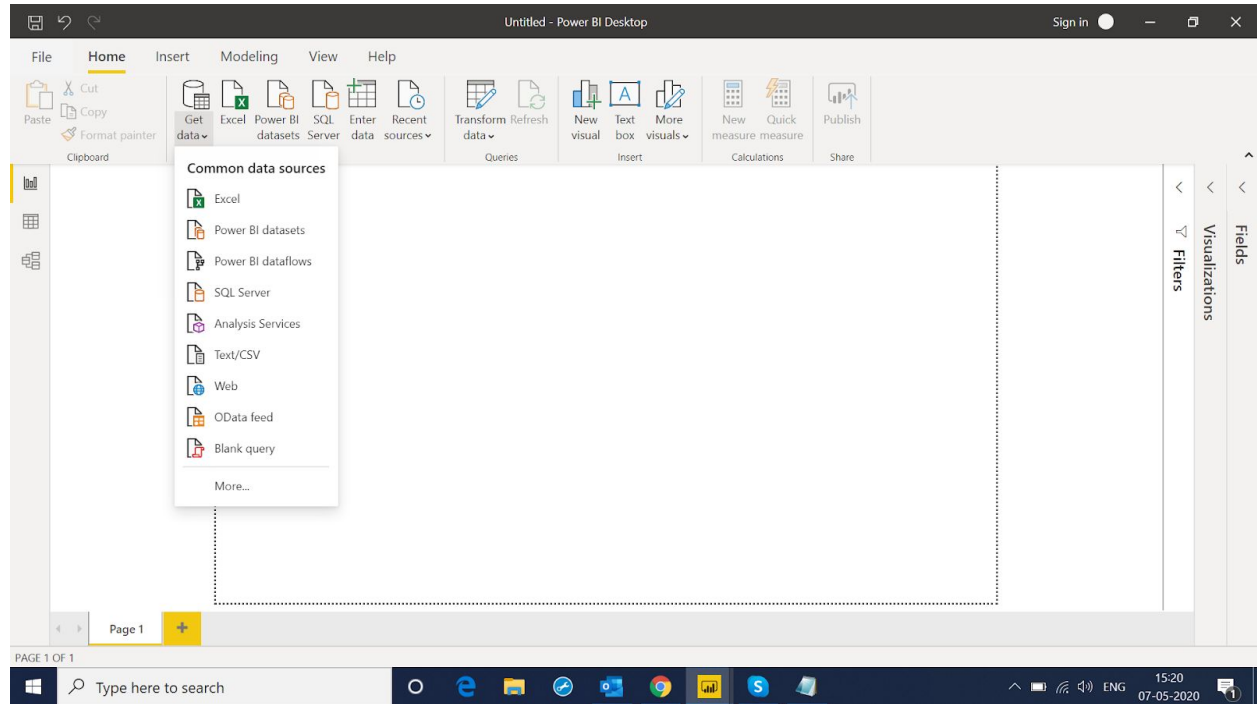 Untitled - Power BI Desktop
Sign in
File Home Insert Modeling View Help
Paste
Cut
Copy
Format painter
Clipboard
Get data
Excel
Power BI datasets
SQL Server
Enter data
Recent sources
Transform data
Refresh
Queries
New visual
Text box
More visuals
Insert
New measure
Quick measure
Calculations
Publish
Share
Common data sources
Excel
Power BI datasets
Power BI dataflows
SQL Server
Analysis Services
Text/CSV
Web
OData feed
Blank query
More...
Filters
Visualizations
Fields
Page 1
PAGE 1 OF 1
Type here to search
ENG
15:20
07-05-2020
1